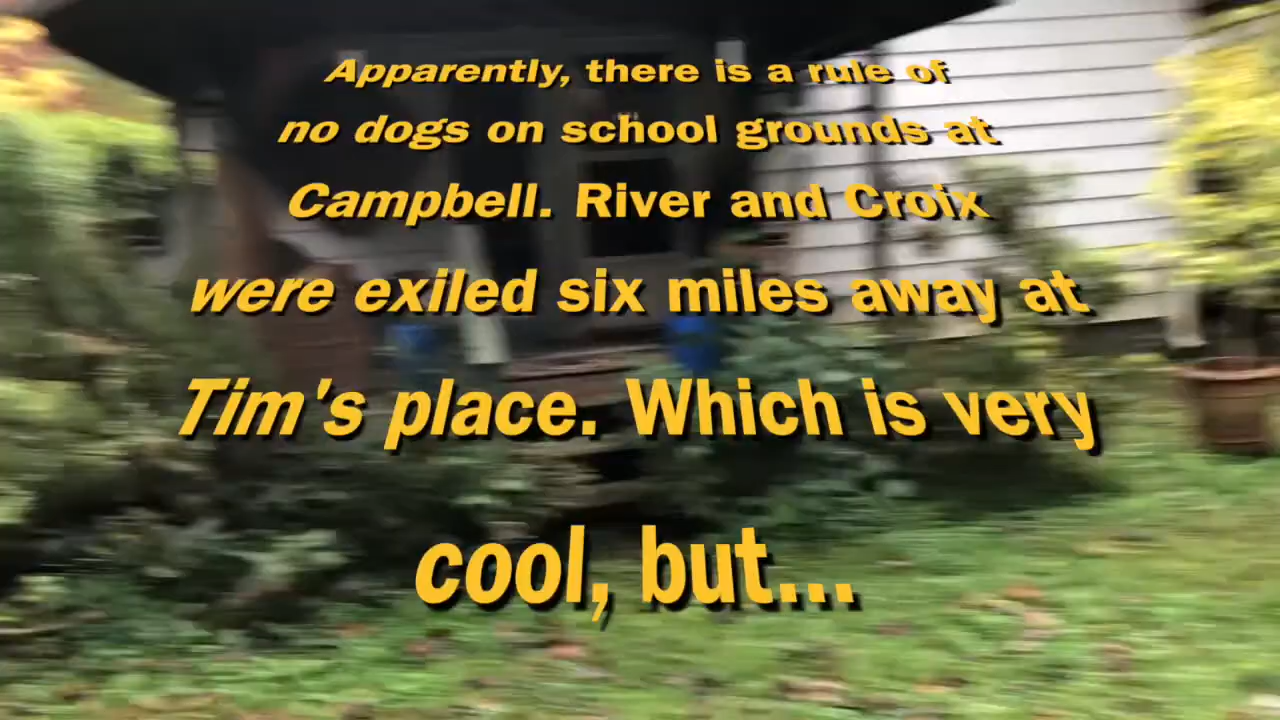 Apparently, there is a rule of
no dogs on school grounds at
Campbell. River and Croix
were exiled six miles away at
Tim's place. Which is very
cool, but...